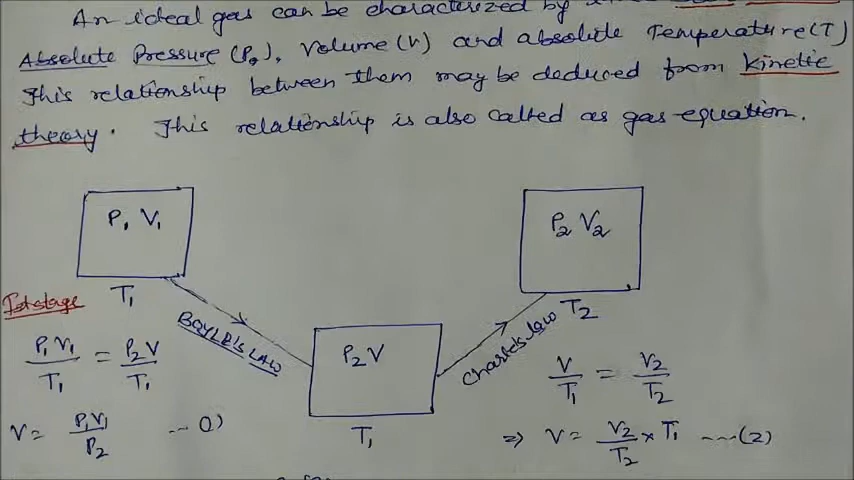 An ideal gas can be characterized by
Absolute Pressure (P₀), Volume (V) and absolute Temperature (T)
This relationship between them may be deduced from kinetic
theory. This relationship is also called as gas equation.
P₁ V₁
P₂ V₂
T₁
T₂
Ist stage
BOYLE'S LAW
Charle's law
P₂ V
T₁
P₁V₁/T₁ = P₂V/T₁
V/T₁ = V₂/T₂
V = P₁V₁/P₂ --- (1)
⇒ V = V₂/T₂ × T₁ ---- (2)